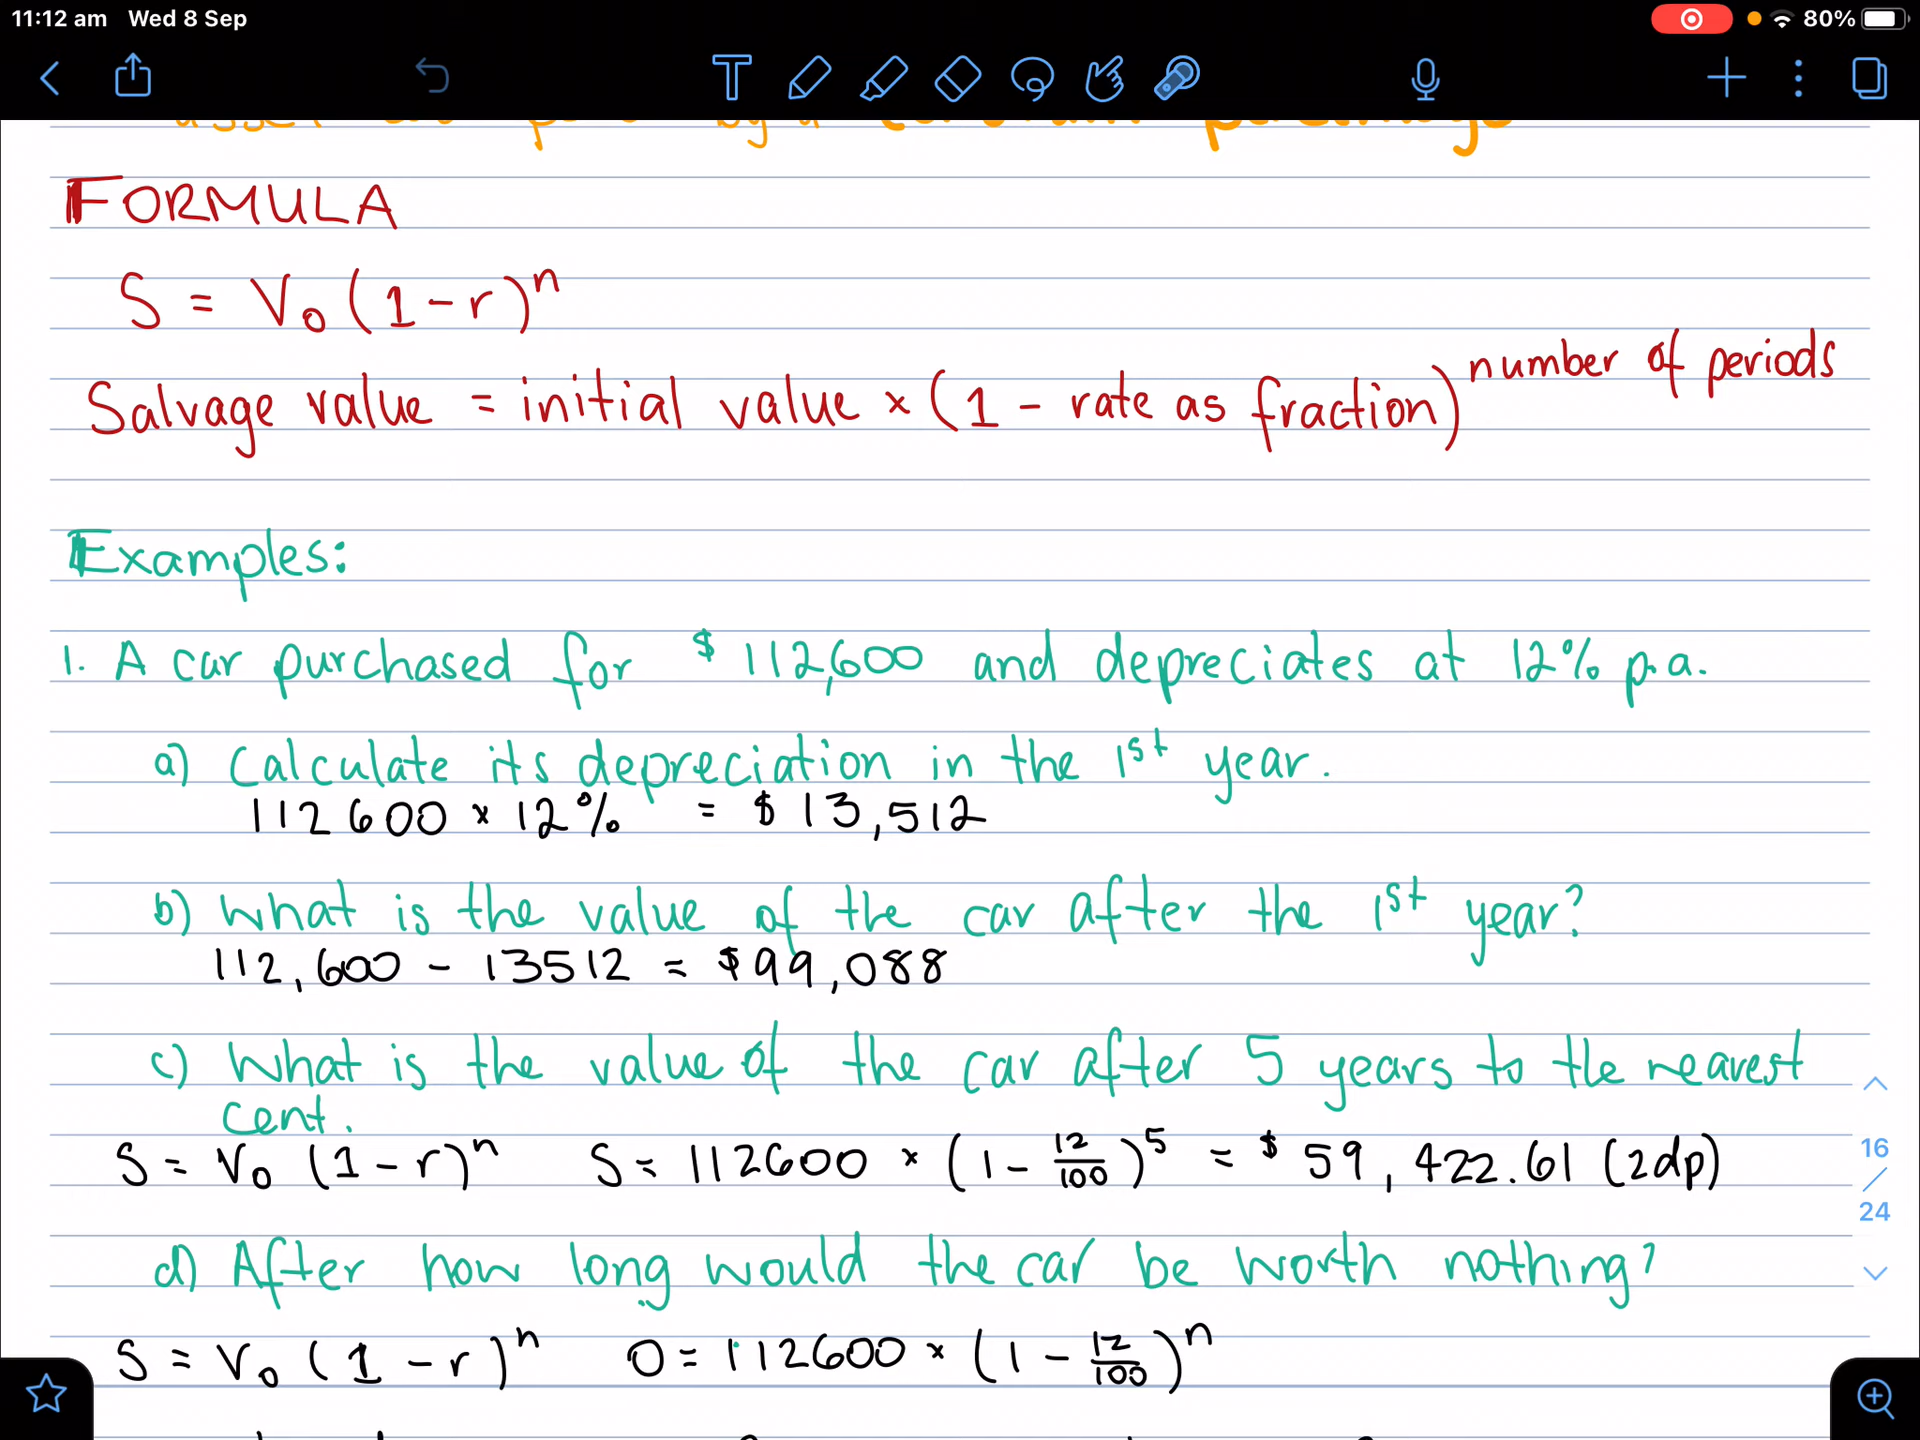 11:12 am Wed 8 Sep 80%
by a constant percentage
FORMULA
S = V₀ (1 - r)ⁿ
Salvage value = initial value × (1 - rate as fraction) number of periods
Examples:
1. A car purchased for $112,600 and depreciates at 12% p.a.
a) Calculate its depreciation in the 1st year.
112600 × 12% = $13,512
b) What is the value of the car after the 1st year?
112,600 - 13512 = $99,088
c) What is the value of the car after 5 years to the nearest
cent.
S = V₀ (1 - r)ⁿ S = 112600 × (1 - 12/100)⁵ = $59,422.61 (2dp)
16
/
24
d) After how long would the car be worth nothing?
S = V₀ (1 - r)ⁿ 0 = 112600 × (1 - 12/100)ⁿ